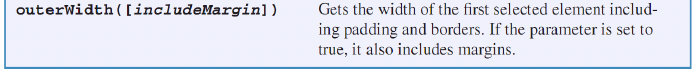 outerWidth([includeMargin]) Gets the width of the first selected element includ-
ing padding and borders. If the parameter is set to
true, it also includes margins.